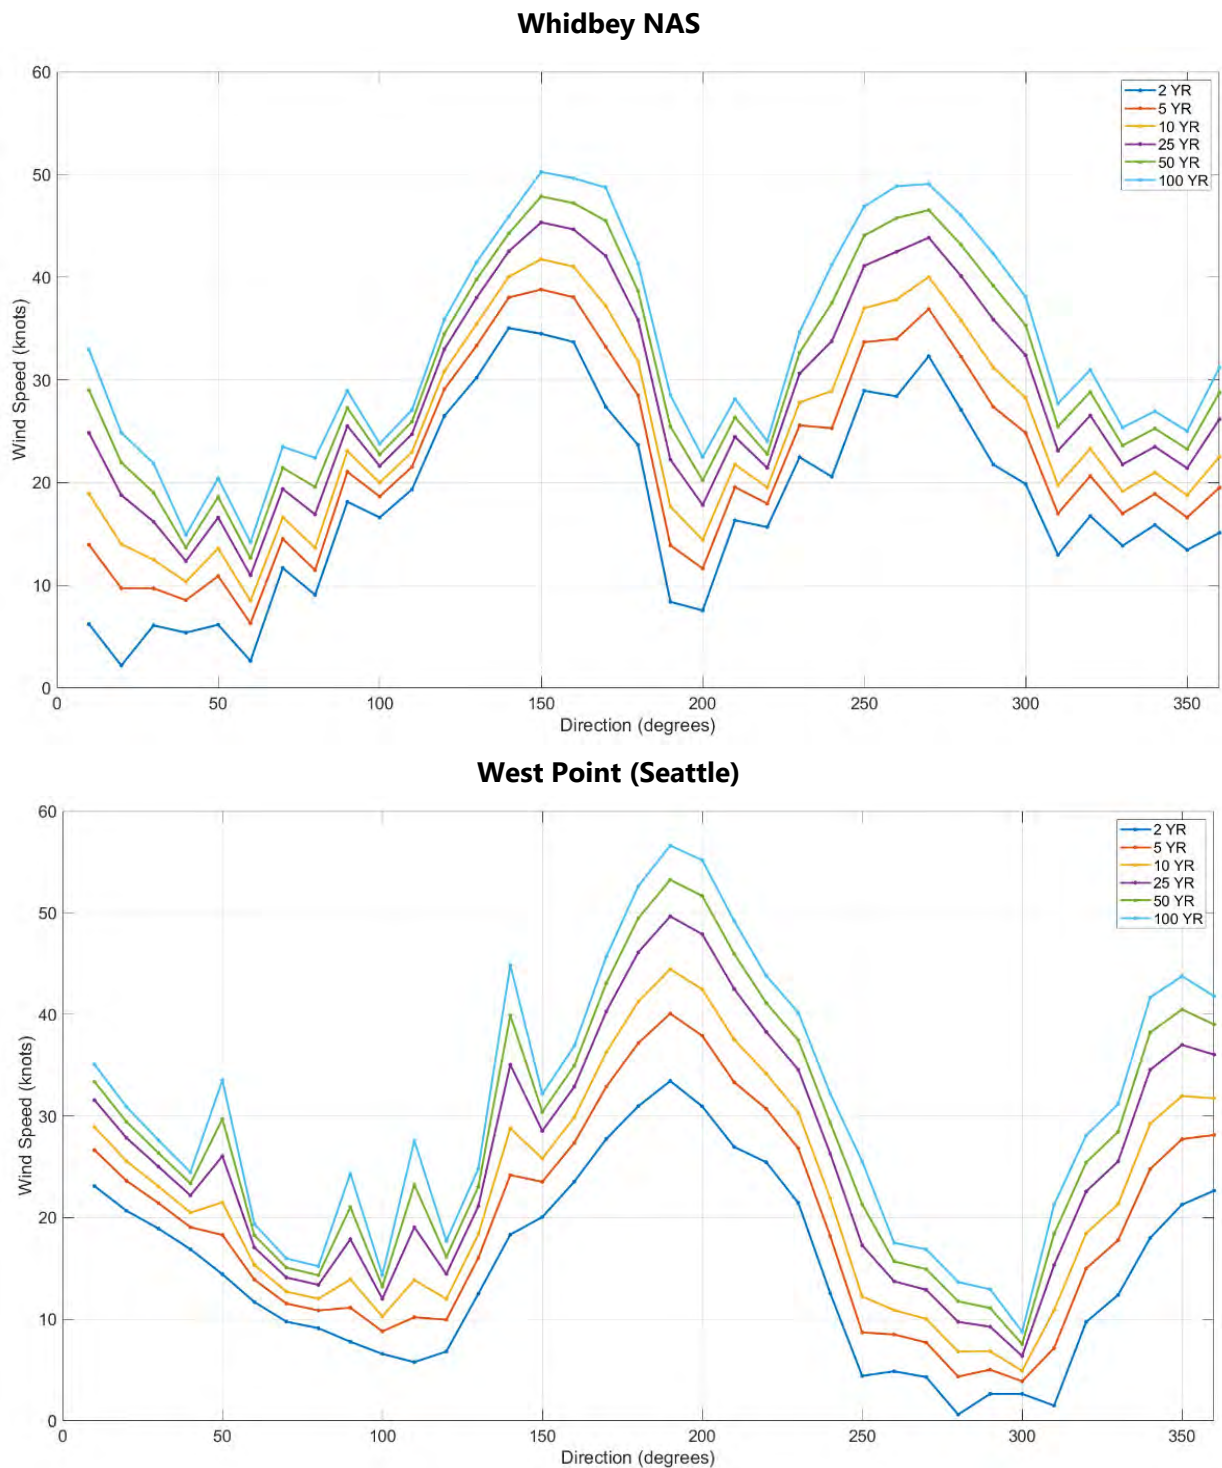 Whidbey NAS
60
50
40
30
20
10
0
Wind Speed (knots)
2 YR
5 YR
10 YR
25 YR
50 YR
100 YR
0 50 100 150 200 250 300 350
Direction (degrees)
West Point (Seattle)
60
50
40
30
20
10
0
Wind Speed (knots)
2 YR
5 YR
10 YR
25 YR
50 YR
100 YR
0 50 100 150 200 250 300 350
Direction (degrees)